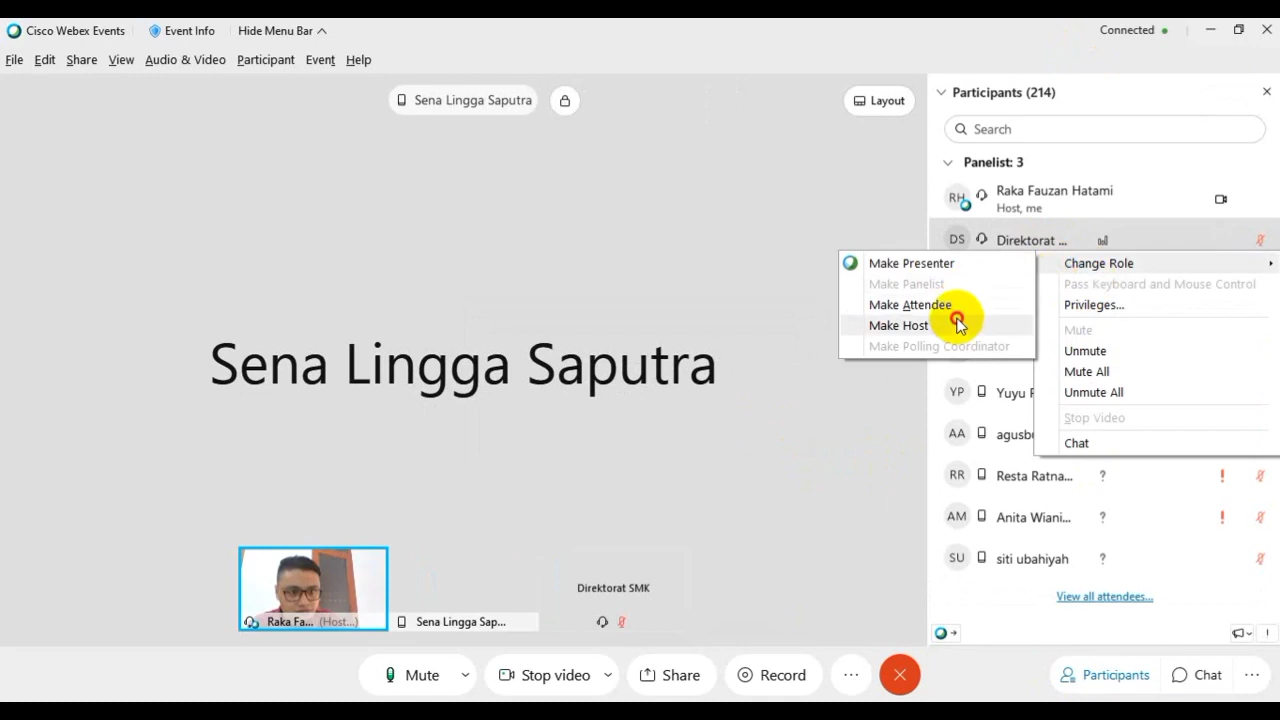 Cisco Webex Events
Event Info
Hide Menu Bar
Connected
File Edit Share View Audio & Video Participant Event Help
Sena Lingga Saputra
Layout
Participants (214)
Search
Panelist: 3
RH
Raka Fauzan Hatami
Host, me
DS
Direktorat ...
Make Presenter
Make Panelist
Make Attendee
Make Host
Make Polling Coordinator
Change Role
Pass Keyboard and Mouse Control
Privileges...
Mute
Unmute
Mute All
Unmute All
Stop Video
Chat
Sena Lingga Saputra
YP
Yuyu
AA
agusb
RR
Resta Ratna... ? !
AM
Anita Wiani... ? !
SU
siti ubahiyah ?
View all attendees...
Direktorat SMK
Raka Fa... (Host...)
Sena Lingga Sap...
Mute
Stop video
Share
Record
Participants
Chat